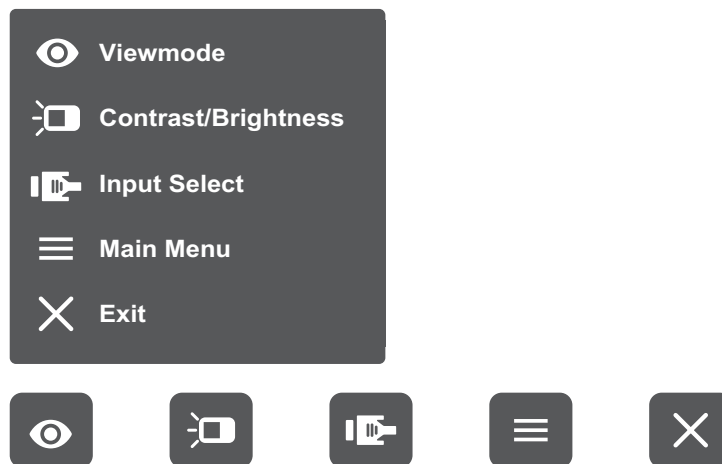 Viewmode
Contrast/Brightness
Input Select
Main Menu
Exit